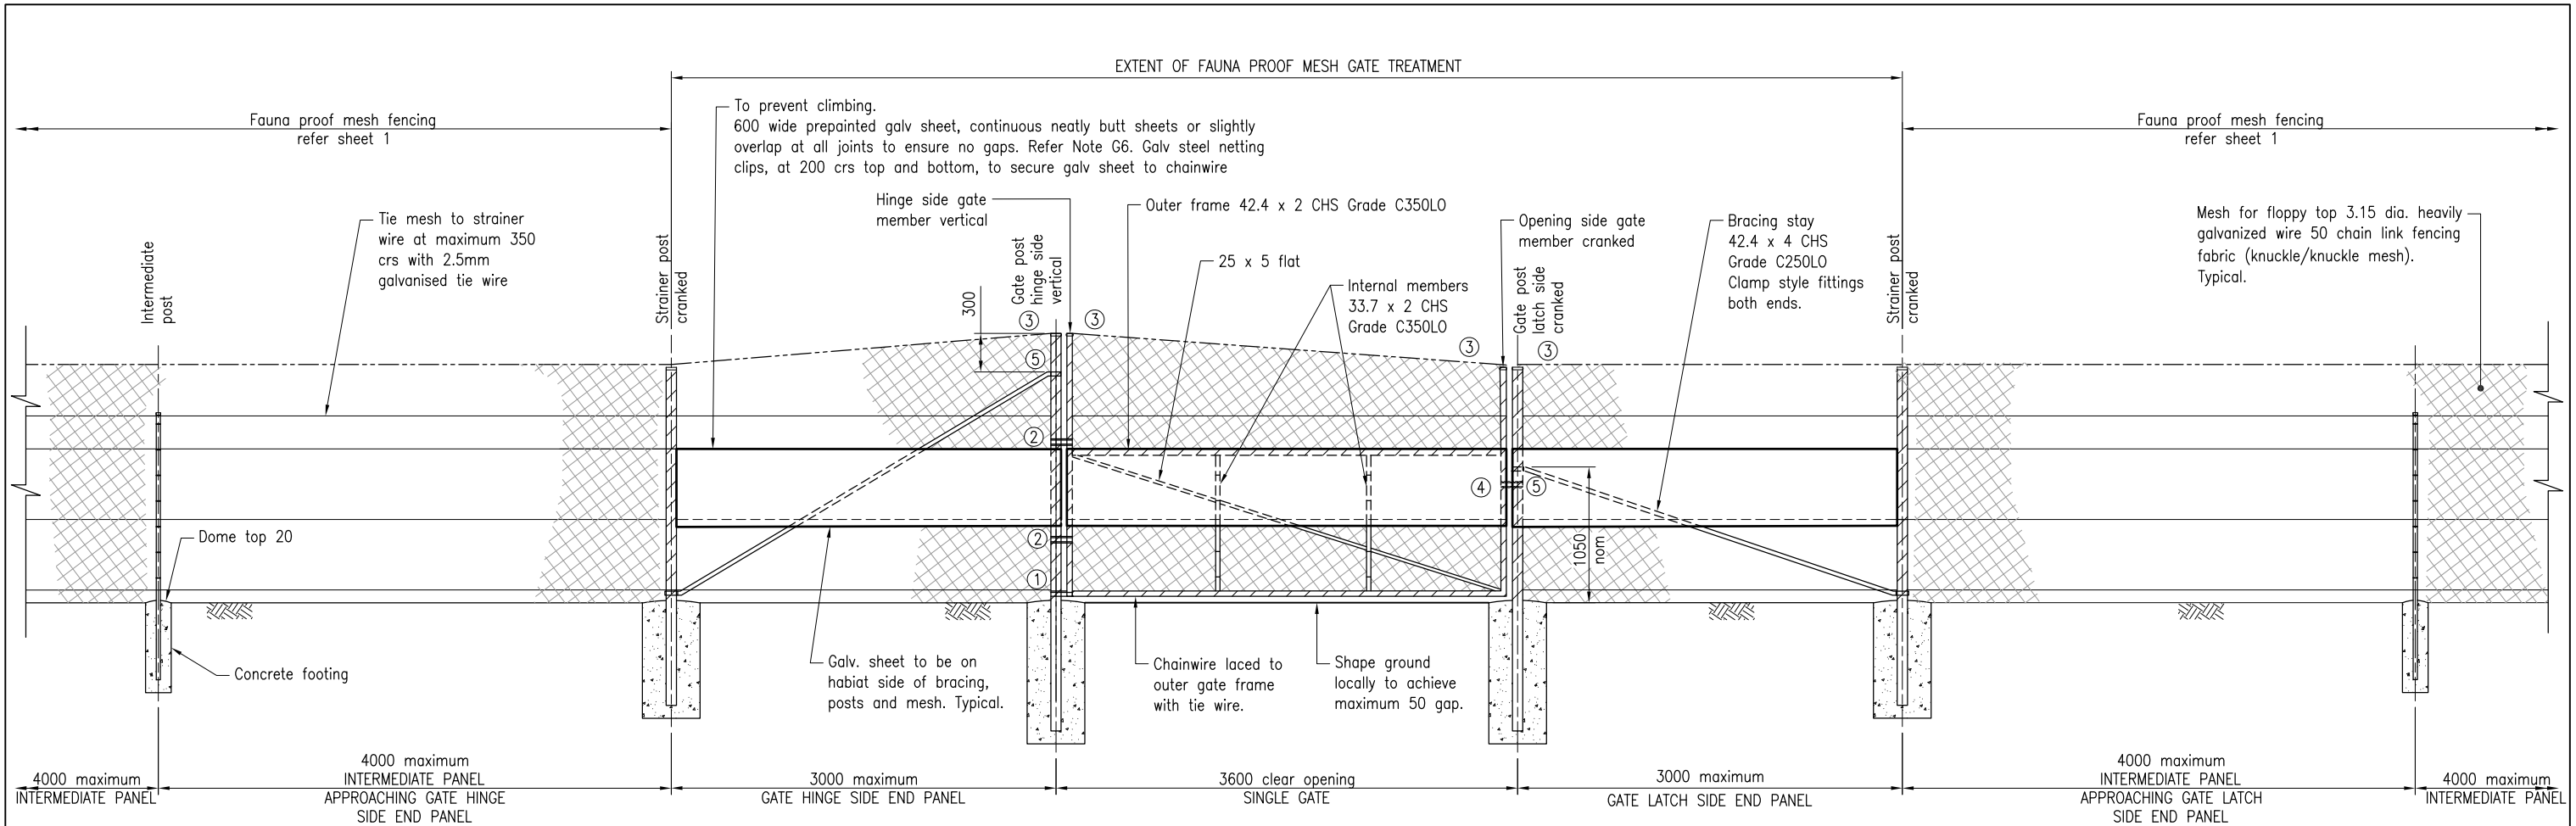 EXTENT OF FAUNA PROOF MESH GATE TREATMENT
Fauna proof mesh fencing
refer sheet 1
To prevent climbing.
600 wide prepainted galv sheet, continuous neatly butt sheets or slightly
overlap at all joints to ensure no gaps. Refer Note G6. Galv steel netting
clips, at 200 crs top and bottom, to secure galv sheet to chainwire
Fauna proof mesh fencing
refer sheet 1
Tie mesh to strainer
wire at maximum 350
crs with 2.5mm
galvanised tie wire
Hinge side gate
member vertical
Outer frame 42.4 x 2 CHS Grade C350LO
Opening side gate
member cranked
Bracing stay
42.4 x 4 CHS
Grade C250LO
Clamp style fittings
both ends.
Mesh for floppy top 3.15 dia. heavily
galvanized wire 50 chain link fencing
fabric (knuckle/knuckle mesh).
Typical.
25 x 5 flat
Internal members
33.7 x 2 CHS
Grade C350LO
Intermediate
post
Strainer post
cranked
300
Gate post
hinge side
vertical
Gate post
latch side
cranked
Strainer post
cranked
3
3
3
3
5
2
4
5
2
1
1050
nom
Dome top 20
Concrete footing
Galv. sheet to be on
habiat side of bracing,
posts and mesh. Typical.
Chainwire laced to
outer gate frame
with tie wire.
Shape ground
locally to achieve
maximum 50 gap.
4000 maximum
INTERMEDIATE PANEL
4000 maximum
INTERMEDIATE PANEL
APPROACHING GATE HINGE
SIDE END PANEL
3000 maximum
GATE HINGE SIDE END PANEL
3600 clear opening
SINGLE GATE
3000 maximum
GATE LATCH SIDE END PANEL
4000 maximum
INTERMEDIATE PANEL
APPROACHING GATE LATCH
SIDE END PANEL
4000 maximum
INTERMEDIATE PANEL